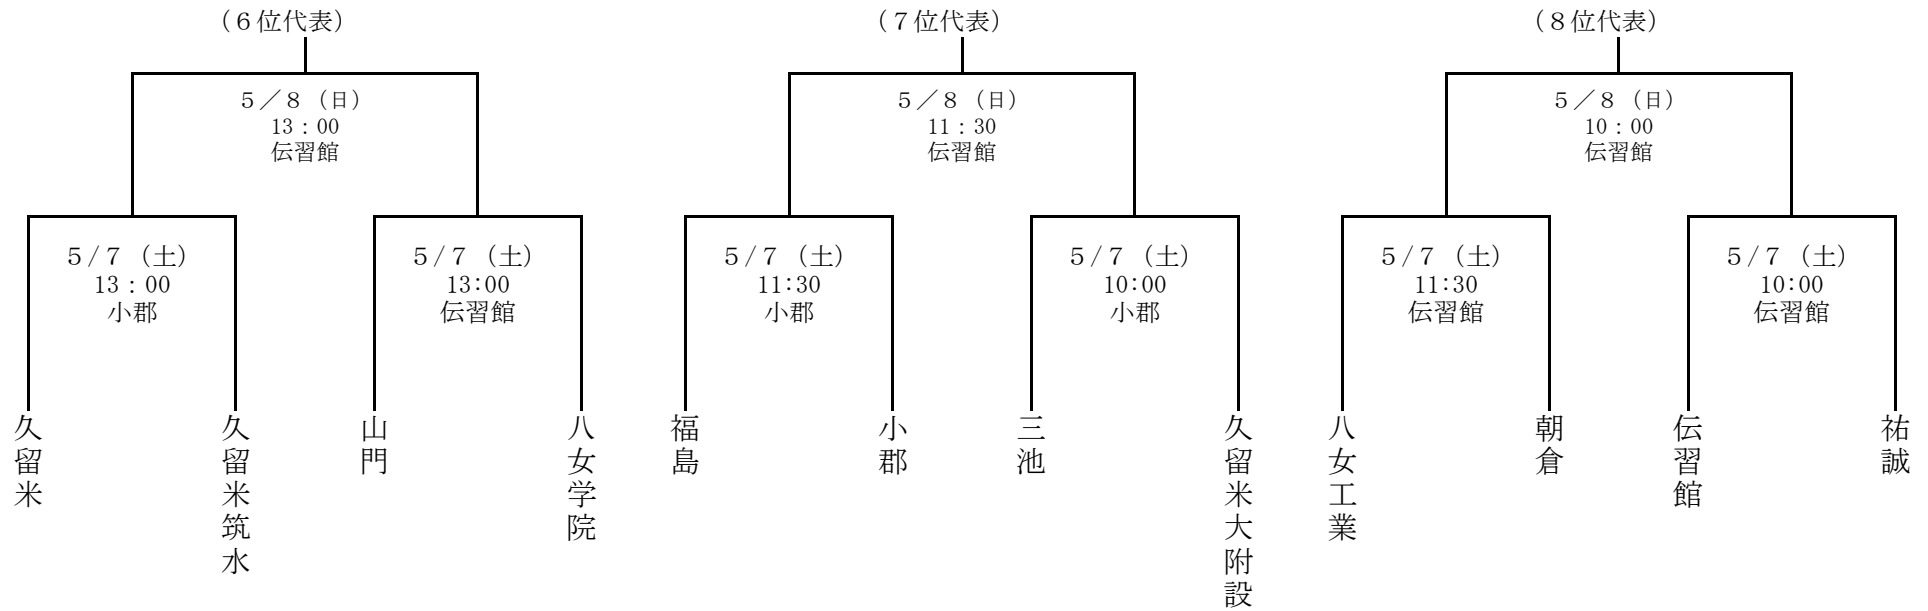 （６位代表）
５／８（日）
13：00
伝習館
５/７（土）
13：00
小郡
５/７（土）
13:00
伝習館
久留米
久留米筑水
山門
八女学院
（７位代表）
５／８（日）
11：30
伝習館
５/７（土）
11:30
小郡
５/７（土）
10:00
小郡
福島
小郡
三池
久留米大附設
（８位代表）
５／８（日）
10：00
伝習館
５/７（土）
11:30
伝習館
５/７（土）
10:00
伝習館
八女工業
朝倉
伝習館
祐誠